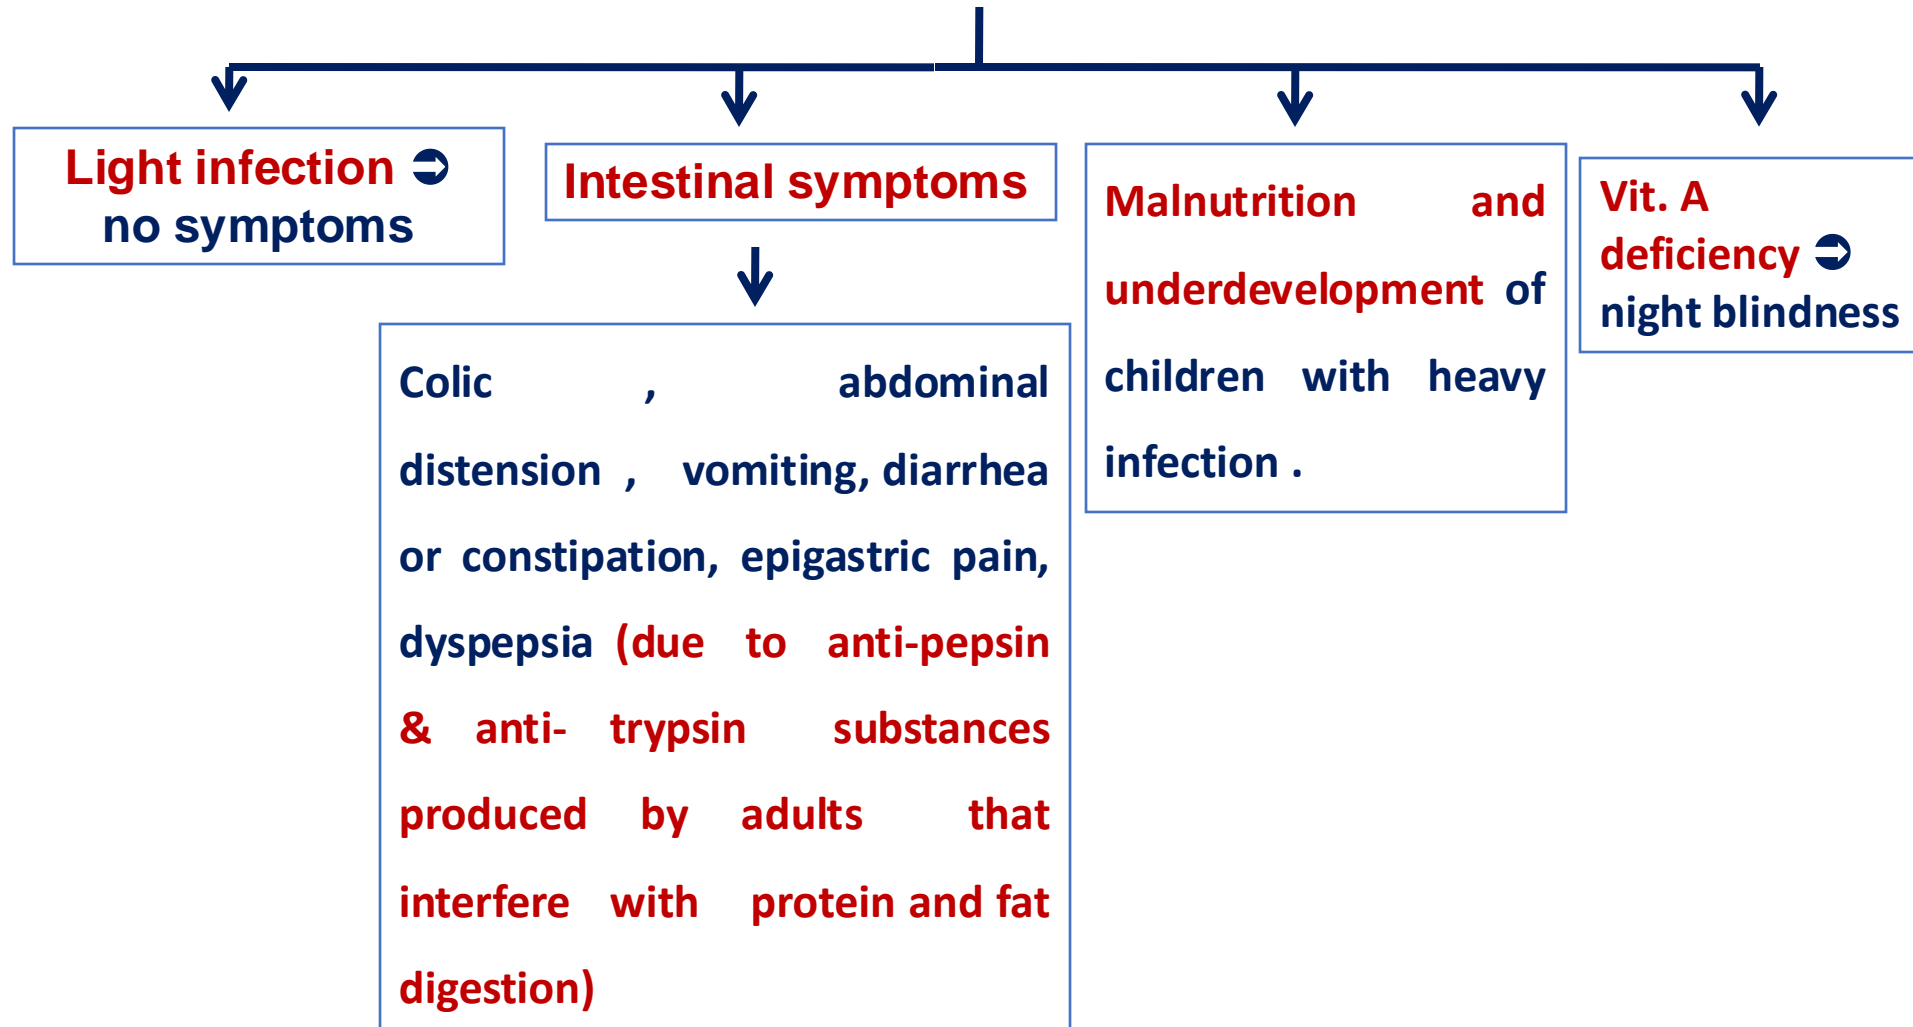 Light infection ➲
no symptoms
Intestinal symptoms
Colic , abdominal
distension , vomiting, diarrhea
or constipation, epigastric pain,
dyspepsia (due to anti-pepsin
& anti- trypsin substances
produced by adults that
interfere with protein and fat
digestion)
Malnutrition and
underdevelopment of
children with heavy
infection .
Vit. A
deficiency ➲
night blindness